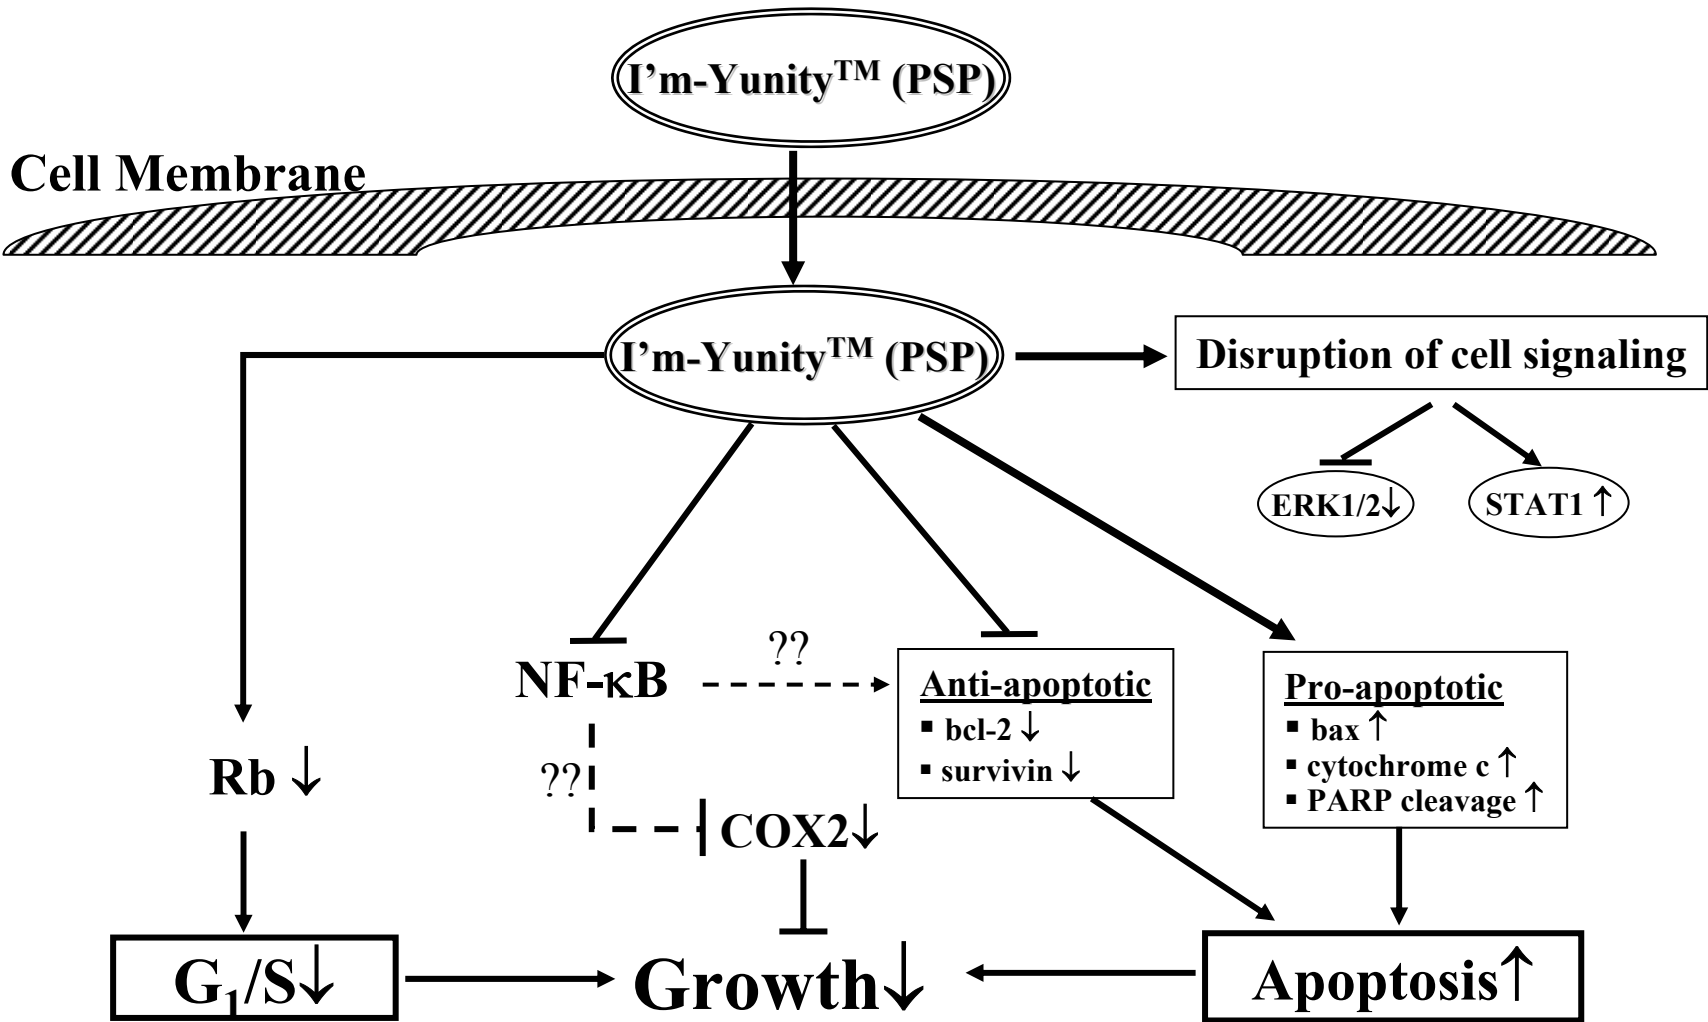 I’m-Yunity™ (PSP)
Cell Membrane
I’m-Yunity™ (PSP)
Disruption of cell signaling
ERK1/2↓
STAT1 ↑
??
NF-κB
Anti-apoptotic
▪ bcl-2 ↓
▪ survivin ↓
Pro-apoptotic
▪ bax ↑
▪ cytochrome c ↑
▪ PARP cleavage ↑
Rb ↓
??
COX2↓
G₁/S↓
Growth↓
Apoptosis↑